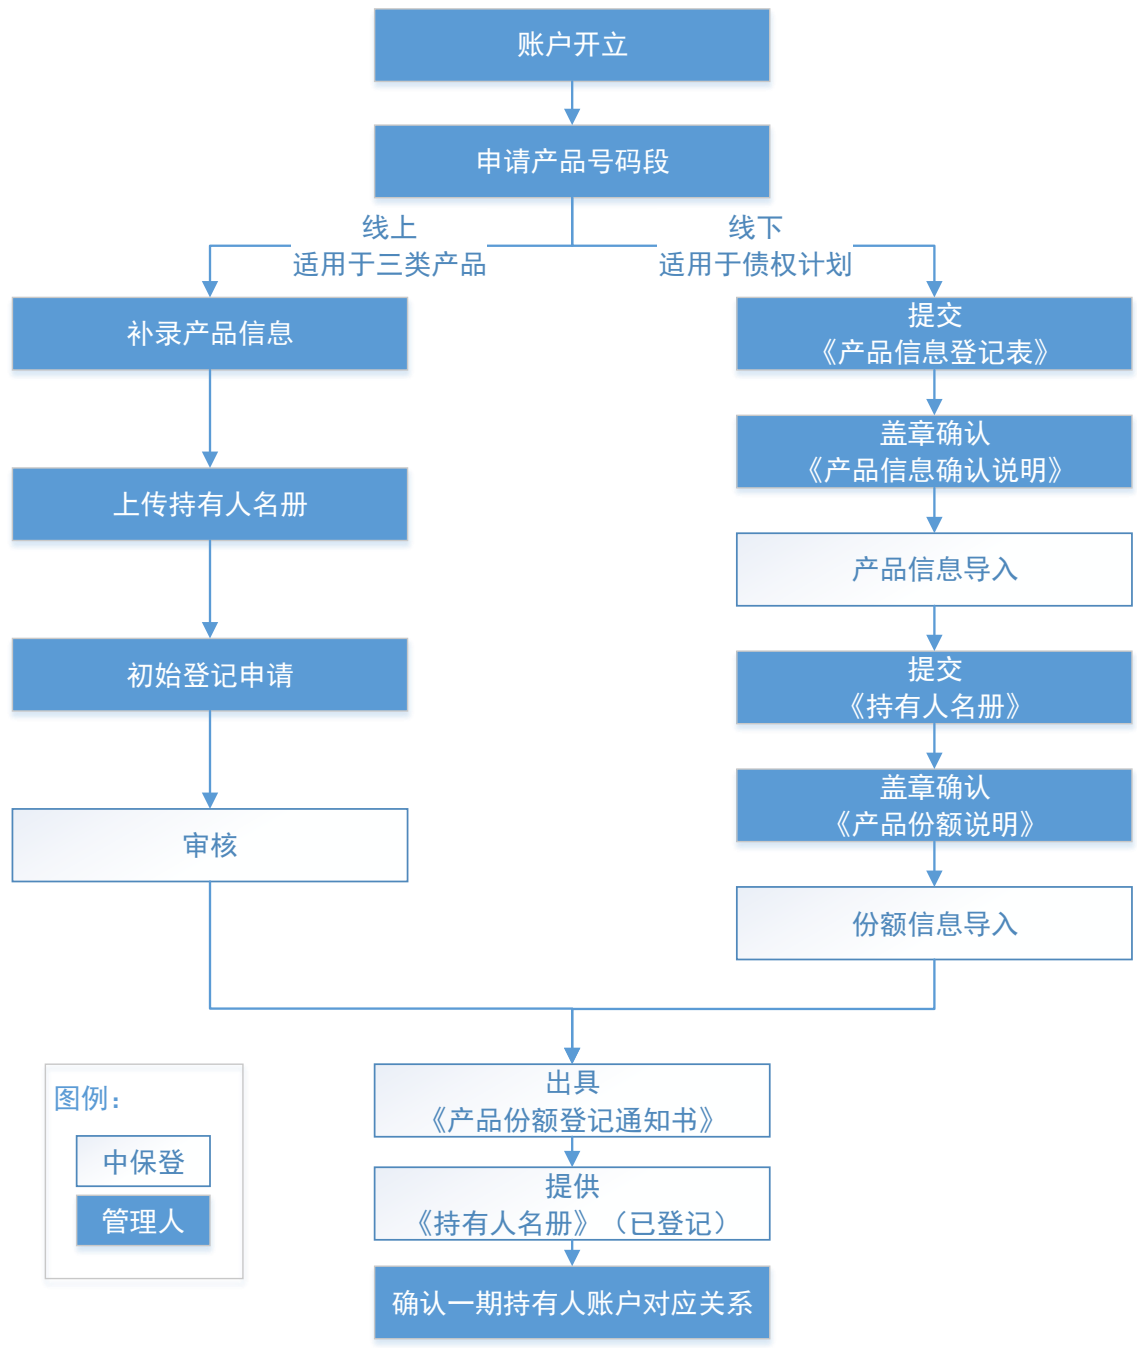 账户开立
申请产品号码段
线上
适用于三类产品
线下
适用于债权计划
补录产品信息
上传持有人名册
初始登记申请
审核
提交
《产品信息登记表》
盖章确认
《产品信息确认说明》
产品信息导入
提交
《持有人名册》
盖章确认
《产品份额说明》
份额信息导入
出具
《产品份额登记通知书》
提供
《持有人名册》（已登记）
确认一期持有人账户对应关系
图例：
中保登
管理人